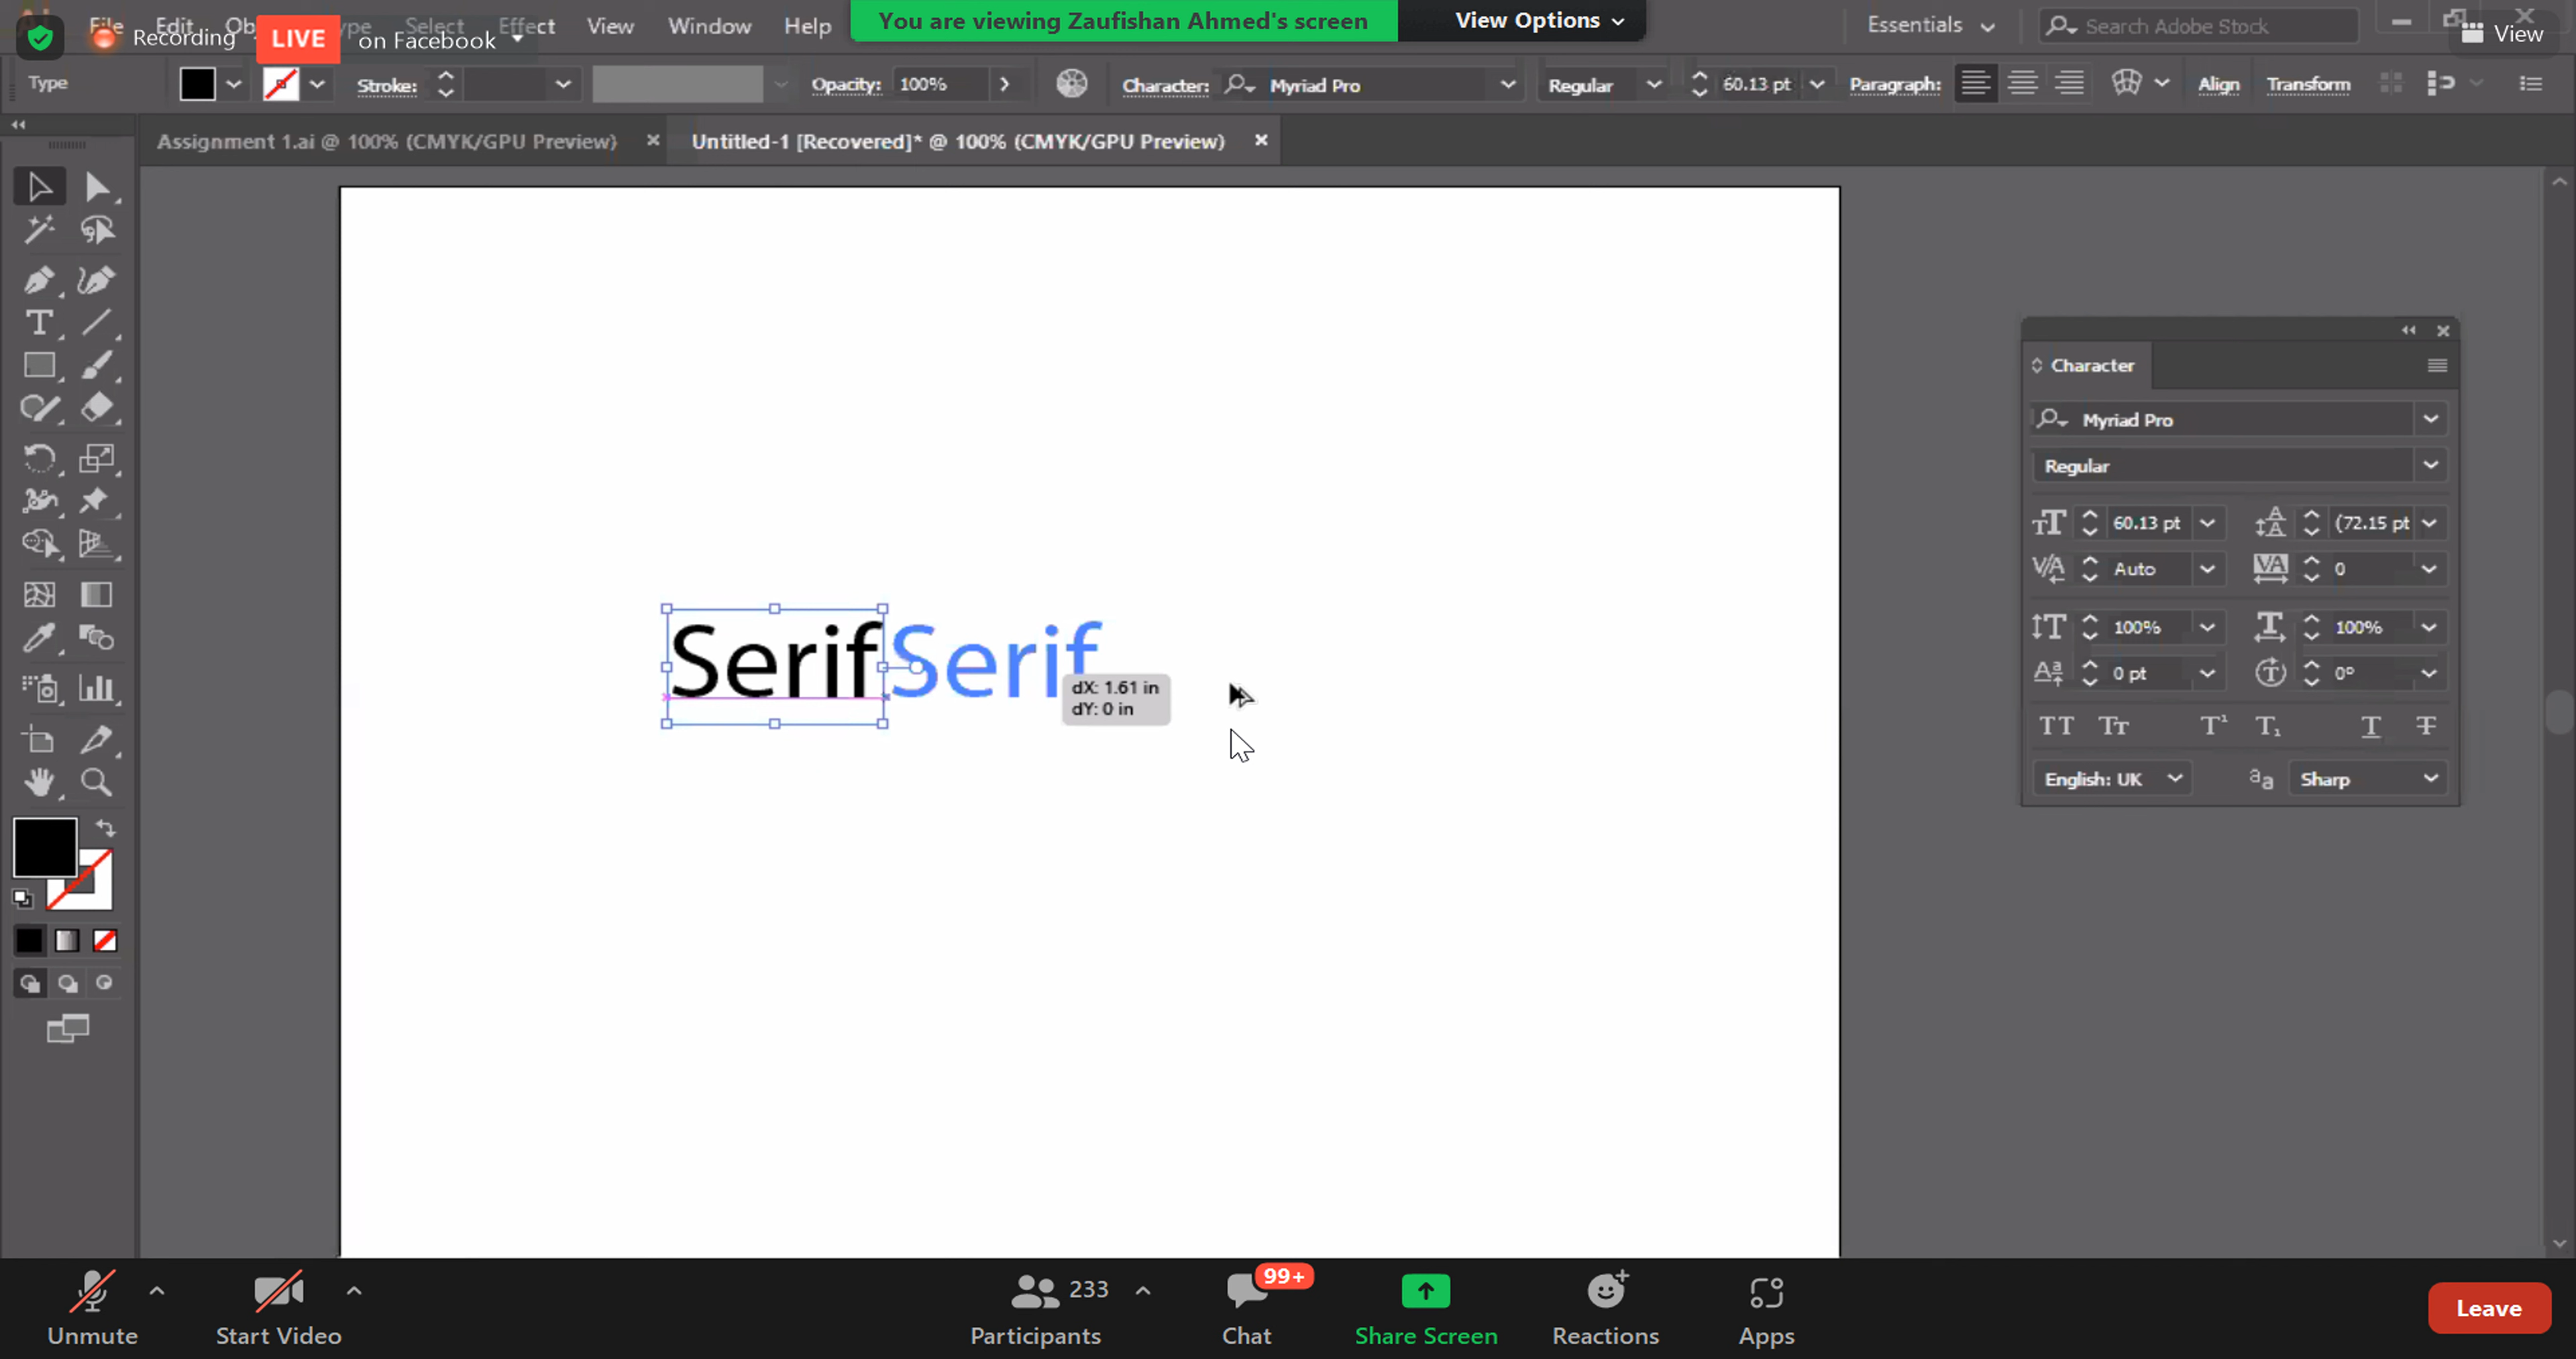 File Edit Ob ype Select Effect View Window Help
Recording LIVE on Facebook
You are viewing Zaufishan Ahmed's screen View Options
Essentials Search Adobe Stock View
Type Stroke: Opacity: 100% Character: Myriad Pro Regular 60.13 pt Paragraph: Align Transform
Assignment 1.ai @ 100% (CMYK/GPU Preview) Untitled-1 [Recovered]* @ 100% (CMYK/GPU Preview)
Character
Myriad Pro
Regular
60.13 pt (72.15 pt
Auto 0
100% 100%
0 pt 0°
English: UK Sharp
Serif Serif
dX: 1.61 in
dY: 0 in
Unmute Start Video 233 Participants 99+ Chat Share Screen Reactions Apps Leave